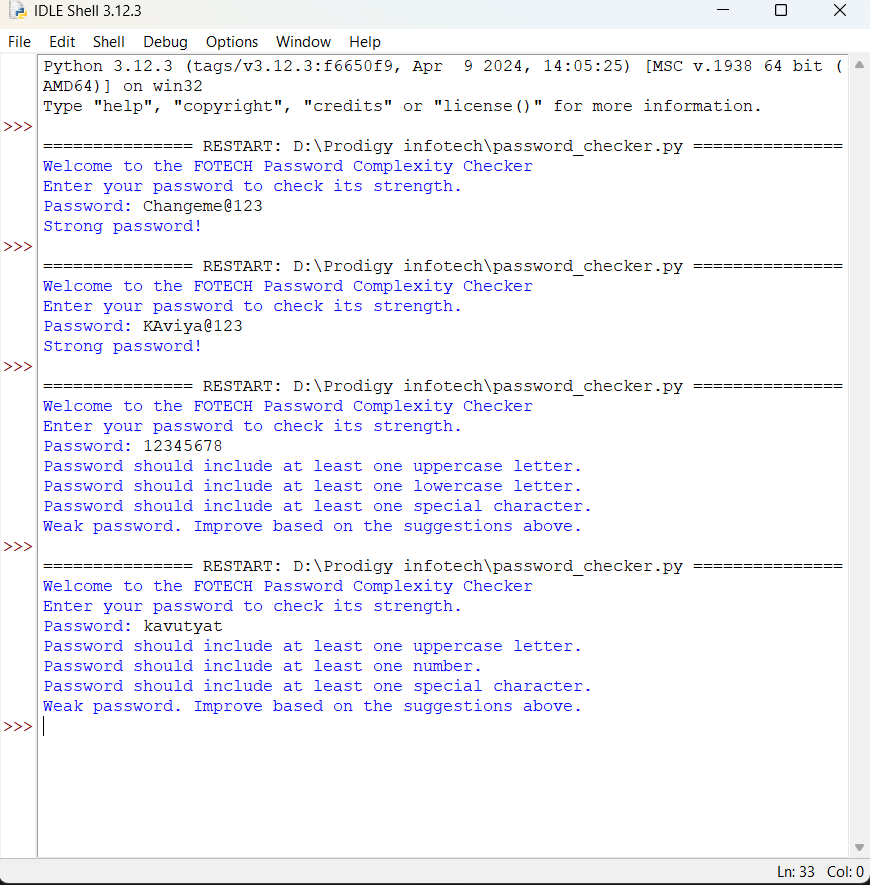 IDLE Shell 3.12.3
File Edit Shell Debug Options Window Help
Python 3.12.3 (tags/v3.12.3:f6650f9, Apr  9 2024, 14:05:25) [MSC v.1938 64 bit (
AMD64)] on win32
Type "help", "copyright", "credits" or "license()" for more information.
>>>
=============== RESTART: D:\Prodigy infotech\password_checker.py ===============
Welcome to the FOTECH Password Complexity Checker
Enter your password to check its strength.
Password: Changeme@123
Strong password!
>>>
=============== RESTART: D:\Prodigy infotech\password_checker.py ===============
Welcome to the FOTECH Password Complexity Checker
Enter your password to check its strength.
Password: KAviya@123
Strong password!
>>>
=============== RESTART: D:\Prodigy infotech\password_checker.py ===============
Welcome to the FOTECH Password Complexity Checker
Enter your password to check its strength.
Password: 12345678
Password should include at least one uppercase letter.
Password should include at least one lowercase letter.
Password should include at least one special character.
Weak password. Improve based on the suggestions above.
>>>
=============== RESTART: D:\Prodigy infotech\password_checker.py ===============
Welcome to the FOTECH Password Complexity Checker
Enter your password to check its strength.
Password: kavutyat
Password should include at least one uppercase letter.
Password should include at least one number.
Password should include at least one special character.
Weak password. Improve based on the suggestions above.
>>>
Ln: 33 Col: 0